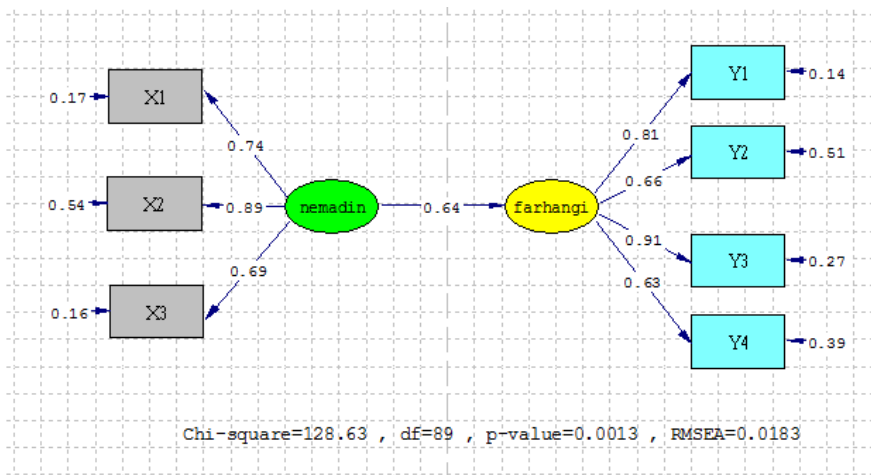 0.17 X1
0.74
0.54 X2 0.89
0.69
0.16 X3
nemadin 0.64 farhangi
0.81 Y1 0.14
0.66 Y2 0.51
0.91 Y3 0.27
0.63 Y4 0.39
Chi-square=128.63 , df=89 , p-value=0.0013 , RMSEA=0.0183